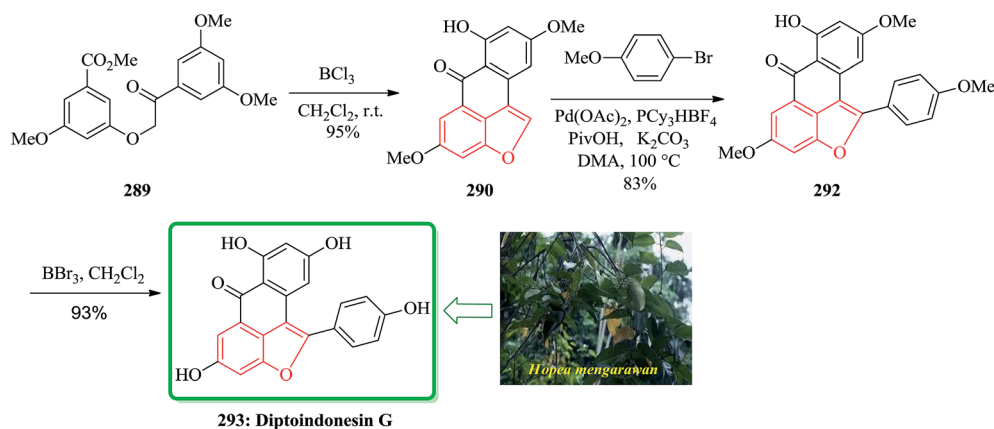 OMe
CO₂Me
O
OMe
OMe
O
289
BCl₃
CH₂Cl₂, r.t.
95%
HO
OMe
O
MeO
O
290
MeO
Br
Pd(OAc)₂, PCy₃HBF₄
PivOH, K₂CO₃
DMA, 100 °C
83%
HO
OMe
O
OMe
MeO
O
292
BBr₃, CH₂Cl₂
93%
HO
OH
O
OH
HO
O
293: Diptoindonesin G
Hopea mengarawan